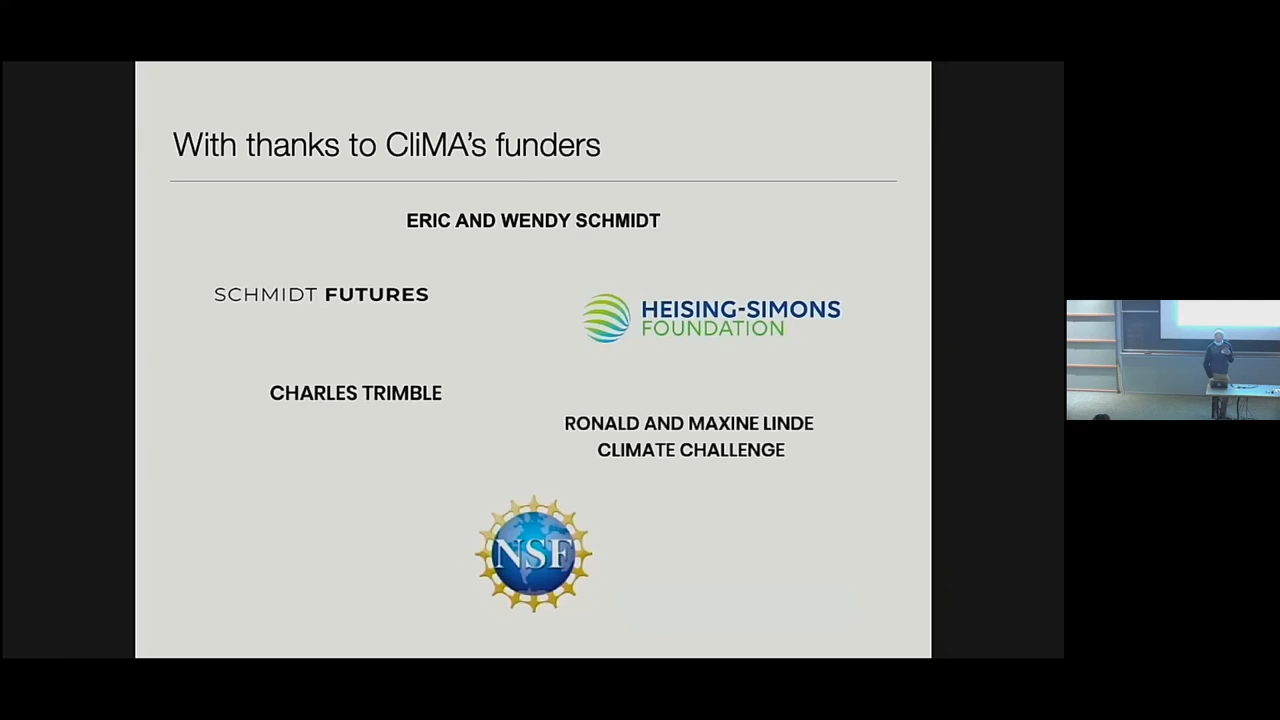 With thanks to CliMA's funders
ERIC AND WENDY SCHMIDT
SCHMIDT FUTURES
HEISING-SIMONS
FOUNDATION
CHARLES TRIMBLE
RONALD AND MAXINE LINDE
CLIMATE CHALLENGE
NSF